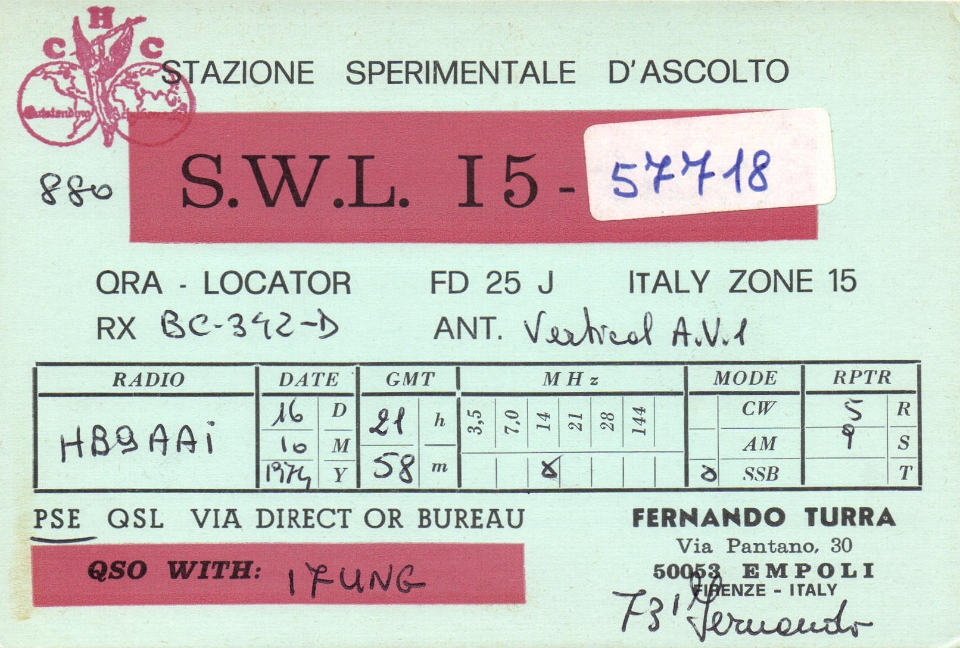 C H C
STAZIONE SPERIMENTALE D'ASCOLTO
880
S.W.L. I5-57718
QRA - LOCATOR FD 25 J ITALY ZONE 15
RX BC-342-D ANT. Vertical A.V.1
RADIO DATE GMT MHz MODE RPTR
HB9AAi
16 D
10 M
1974 Y
21 h
58 m
3,5 7,0 14 21 28 144
x
CW
AM
x SSB
5 R
9 S
T
PSE QSL VIA DIRECT OR BUREAU
QSO WITH: I7UNG
FERNANDO TURRA
Via Pantano, 30
50053 EMPOLI
FIRENZE - ITALY
73' Fernando